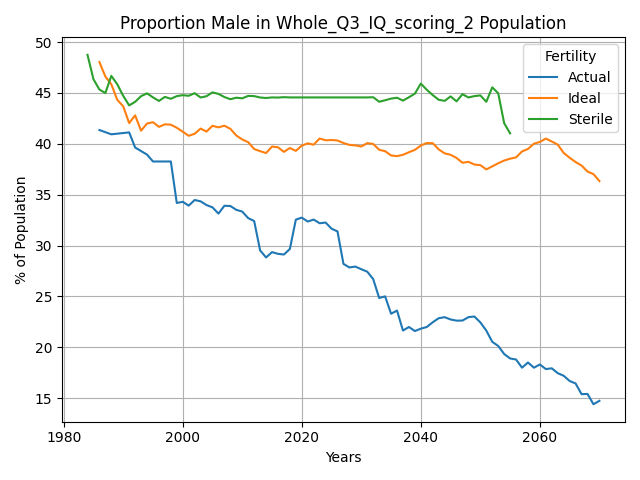 Proportion Male in Whole_Q3_IQ_scoring_2 Population
Fertility
Actual
Ideal
Sterile
% of Population
50
45
40
35
30
25
20
15
1980
2000
2020
2040
2060
Years